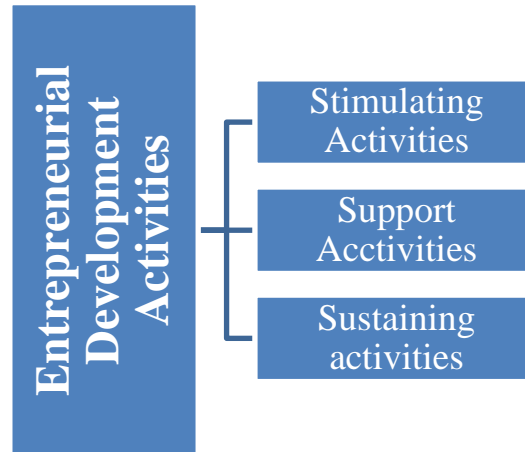 Entrepreneurial
Development
Activities
Stimulating
Activities
Support
Acctivities
Sustaining
activities